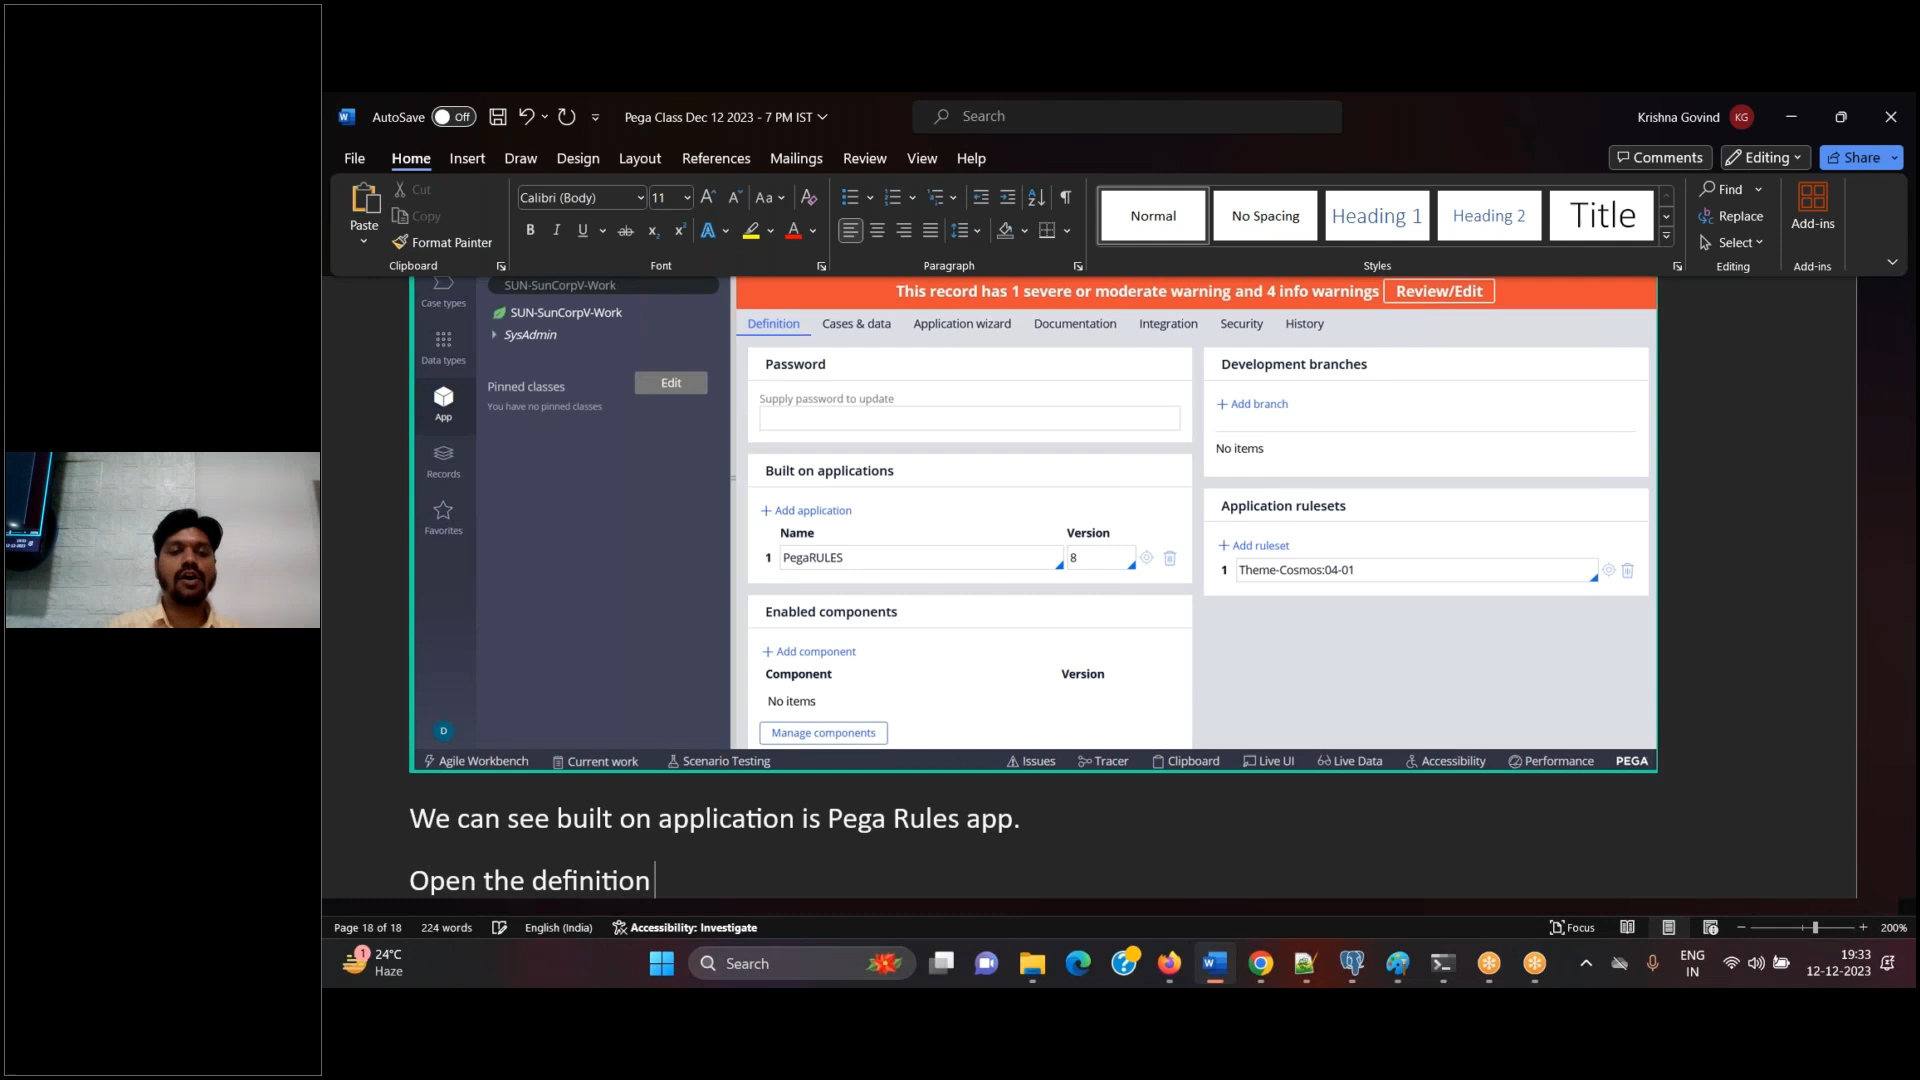 AutoSave Off Pega Class Dec 12 2023 - 7 PM IST Search Krishna Govind KG
File Home Insert Draw Design Layout References Mailings Review View Help Comments Editing Share
Paste Cut Copy Format Painter Clipboard
Calibri (Body) 11 Aa Font
B I U ab x₂ x² A A
Paragraph
Normal No Spacing Heading 1 Heading 2 Title Styles
Find Replace Select Editing
Add-ins Add-ins
Case types
Data types
App
Records
Favorites
D
SUN-SunCorpV-Work
SUN-SunCorpV-Work
SysAdmin
Pinned classes Edit
You have no pinned classes
This record has 1 severe or moderate warning and 4 info warnings Review/Edit
Definition Cases & data Application wizard Documentation Integration Security History
Password
Supply password to update
Built on applications
+ Add application
Name Version
1 PegaRULES 8
Enabled components
+ Add component
Component Version
No items
Manage components
Development branches
+ Add branch
No items
Application rulesets
+ Add ruleset
1 Theme-Cosmos:04-01
Agile Workbench Current work Scenario Testing Issues Tracer Clipboard Live UI Live Data Accessibility Performance PEGA
We can see built on application is Pega Rules app.
Open the definition
Page 18 of 18 224 words English (India) Accessibility: Investigate Focus 200%
1 24°C
Haze
Search
ENG
IN
19:33
12-12-2023